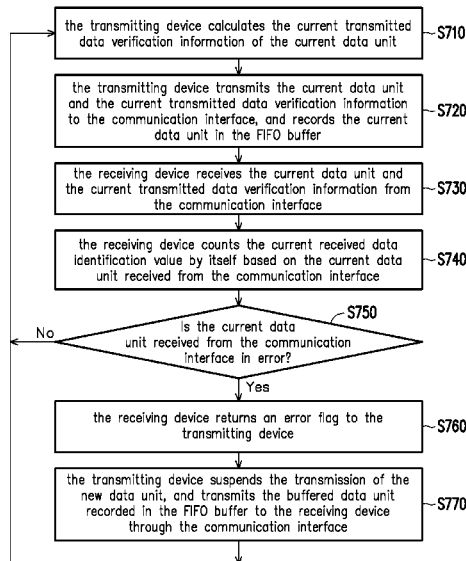 the transmitting device calculates the current transmitted
data verification information of the current data unit
S710
the transmitting device transmits the current data unit
and the current transmitted data verification information
to the communication interface, and records the current
data unit in the FIFO buffer
S720
the receiving device receives the current data unit and
the current transmitted data verification information from
the communication interface
S730
the receiving device counts the current received data
identification value by itself based on the current data
unit received from the communication interface
S740
S750
Is the current data
unit received from the communication
interface in error?
No
Yes
the receiving device returns an error flag to the
transmitting device
S760
the transmitting device suspends the transmission of the
new data unit, and transmits the buffered data unit
recorded in the FIFO buffer to the receiving device
through the communication interface
S770